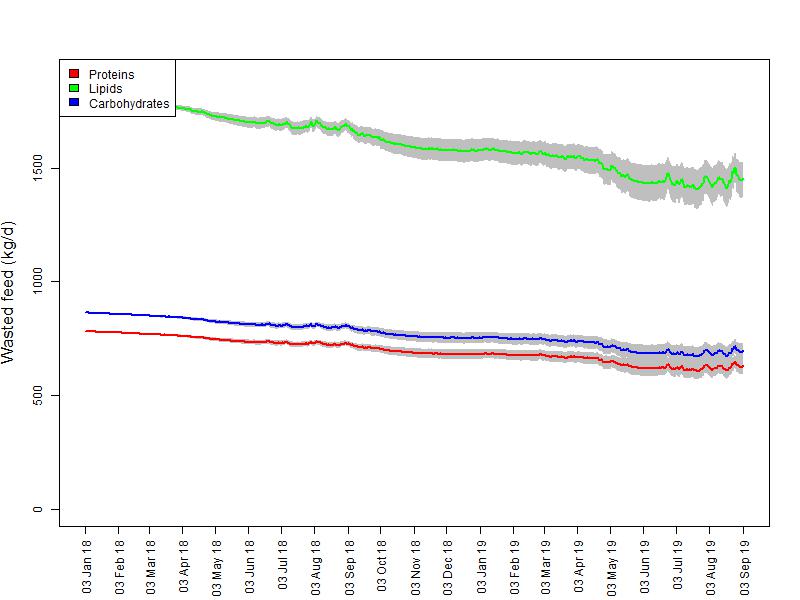 Proteins
Lipids
Carbohydrates
Wasted feed (kg/d)
1500
1000
500
0
03 Jan 18
03 Feb 18
03 Mar 18
03 Apr 18
03 May 18
03 Jun 18
03 Jul 18
03 Aug 18
03 Sep 18
03 Oct 18
03 Nov 18
03 Dec 18
03 Jan 19
03 Feb 19
03 Mar 19
03 Apr 19
03 May 19
03 Jun 19
03 Jul 19
03 Aug 19
03 Sep 19